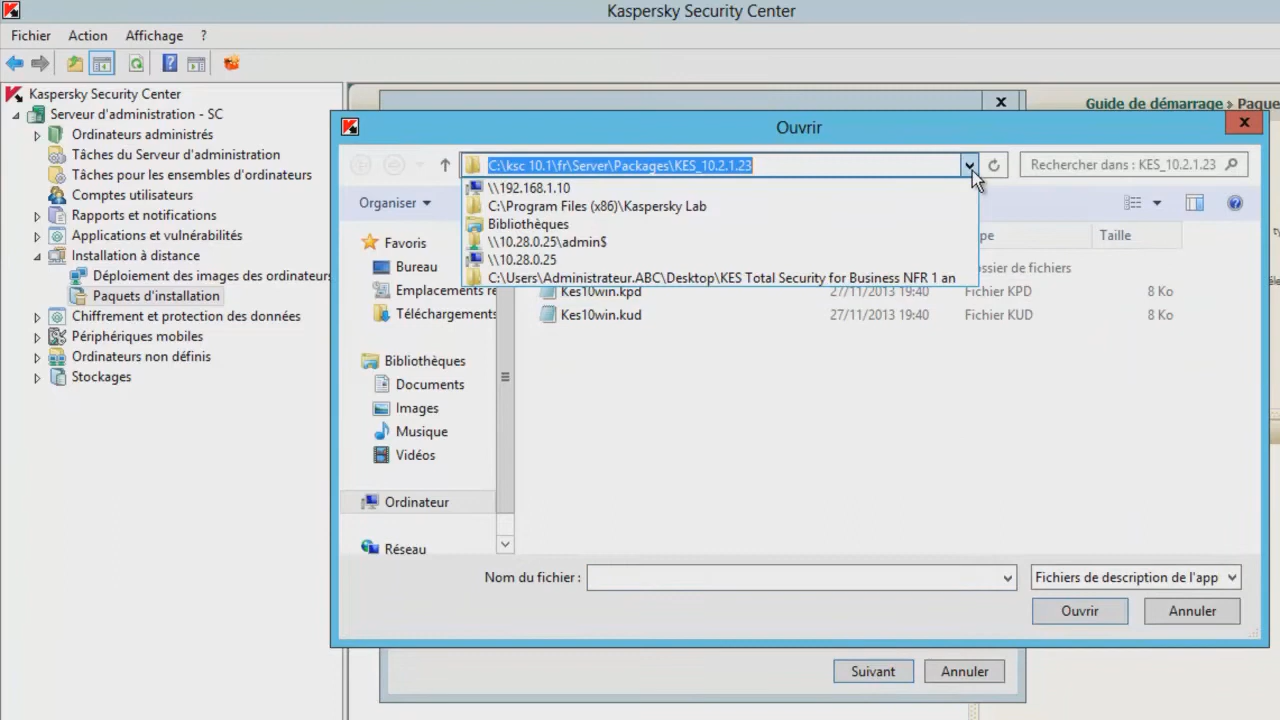 Kaspersky Security Center
Fichier Action Affichage ?
Kaspersky Security Center
Serveur d'administration - SC
Ordinateurs administrés
Tâches du Serveur d'administration
Tâches pour les ensembles d'ordinateurs
Comptes utilisateurs
Rapports et notifications
Applications et vulnérabilités
Installation à distance
Déploiement des images des ordinateurs
Paquets d'installation
Chiffrement et protection des données
Périphériques mobiles
Ordinateurs non définis
Stockages
Guide de démarrage › Paque
Ouvrir
C:\ksc 10.1\fr\Server\Packages\KES_10.2.1.23
Rechercher dans : KES_10.2.1.23
\\192.168.1.10
C:\Program Files (x86)\Kaspersky Lab
Bibliothèques
\\10.28.0.25\admin$
\\10.28.0.25
C:\Users\Administrateur.ABC\Desktop\KES Total Security for Business NFR 1 an
Organiser
Favoris
Bureau
Emplacements ré
Téléchargements
Bibliothèques
Documents
Images
Musique
Vidéos
Ordinateur
Réseau
pe Taille
ossier de fichiers
Kes10win.kpd 27/11/2013 19:40 Fichier KPD 8 Ko
Kes10win.kud 27/11/2013 19:40 Fichier KUD 8 Ko
Nom du fichier :
Fichiers de description de l'app
Ouvrir Annuler
Suivant Annuler